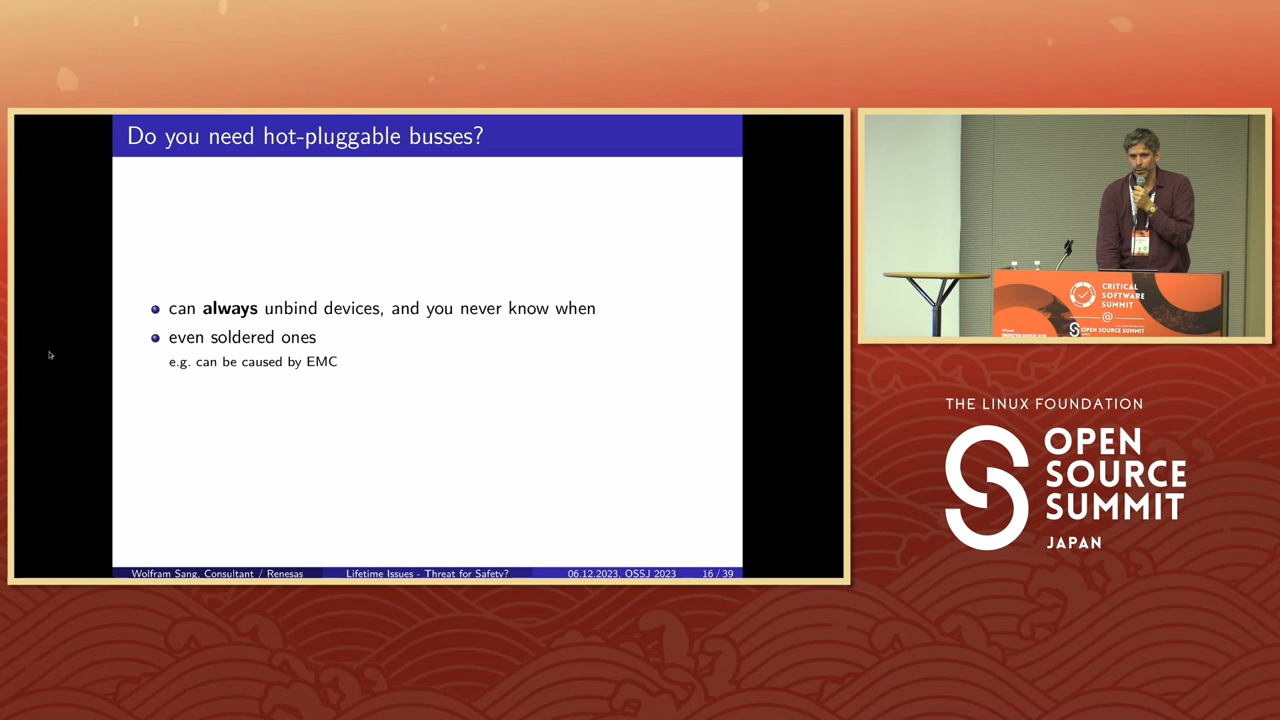 Do you need hot-pluggable busses?
can always unbind devices, and you never know when
even soldered ones
e.g. can be caused by EMC
Wolfram Sang, Consultant / Renesas
Lifetime Issues - Threat for Safety?
06.12.2023, OSSJ 2023
16 / 39
CRITICAL
SOFTWARE
SUMMIT
@
OPEN SOURCE SUMMIT
THE LINUX FOUNDATION
OPEN
SOURCE
SUMMIT
JAPAN